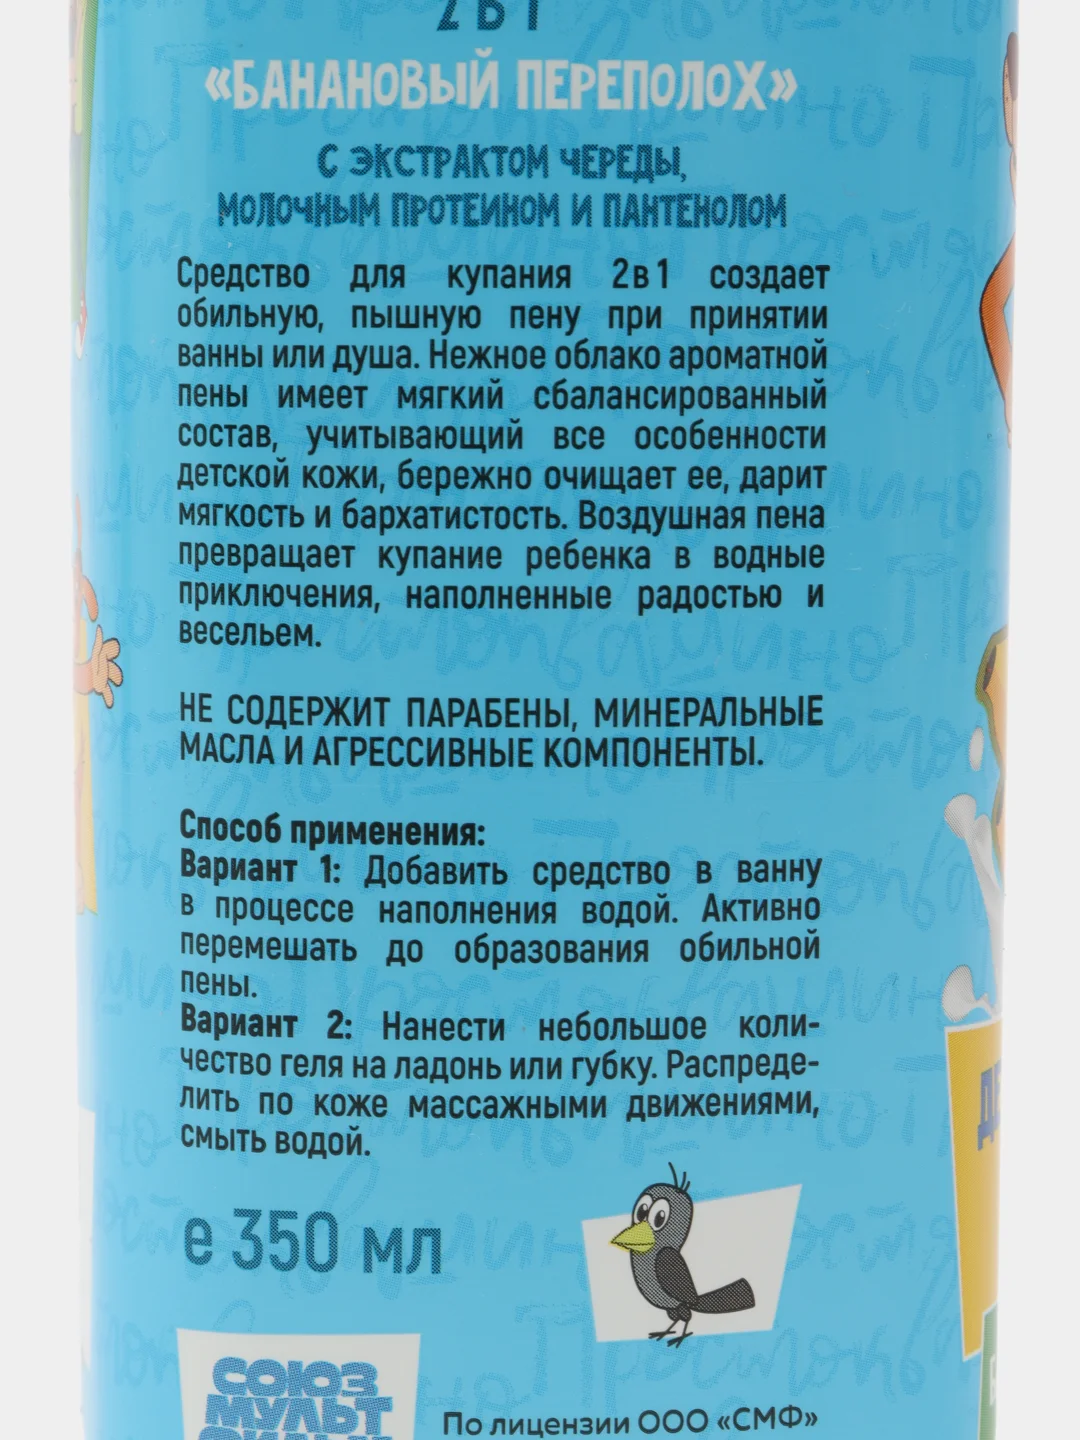 2 В 1
«БАНАНОВЫЙ ПЕРЕПОЛОХ»
С ЭКСТРАКТОМ ЧЕРЕДЫ,
МОЛОЧНЫМ ПРОТЕИНОМ И ПАНТЕНОЛОМ
Средство для купания 2в1 создает
обильную, пышную пену при принятии
ванны или душа. Нежное облако ароматной
пены имеет мягкий сбалансированный
состав, учитывающий все особенности
детской кожи, бережно очищает ее, дарит
мягкость и бархатистость. Воздушная пена
превращает купание ребенка в водные
приключения, наполненные радостью и
весельем.
НЕ СОДЕРЖИТ ПАРАБЕНЫ, МИНЕРАЛЬНЫЕ
МАСЛА И АГРЕССИВНЫЕ КОМПОНЕНТЫ.
Способ применения:
Вариант 1: Добавить средство в ванну
в процессе наполнения водой. Активно
перемешать до образования обильной
пены.
Вариант 2: Нанести небольшое коли-
чество геля на ладонь или губку. Распреде-
лить по коже массажными движениями,
смыть водой.
е 350 мл
СОЮЗ
МУЛЬТ
По лицензии ООО «СМФ»